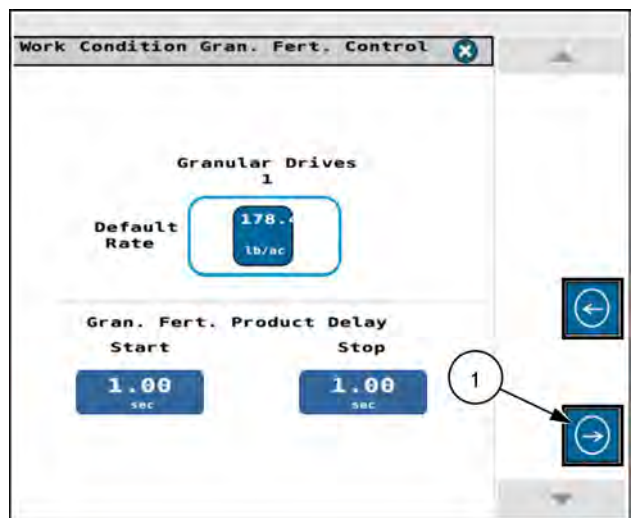 Work Condition Gran. Fert. Control
Granular Drives
1
Default
Rate
178.4
lb/ac
Gran. Fert. Product Delay
Start
Stop
1.00
sec
1.00
sec
1